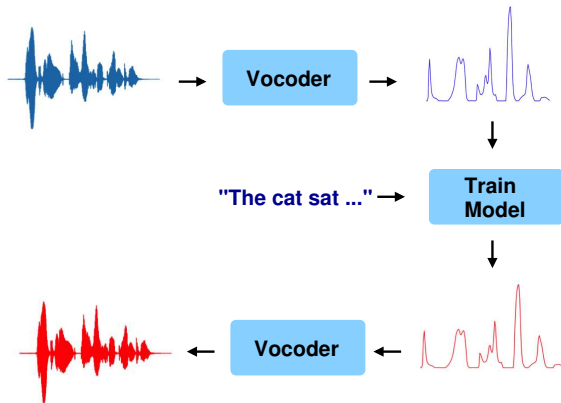 Vocoder
"The cat sat ..."
Train
Model
Vocoder